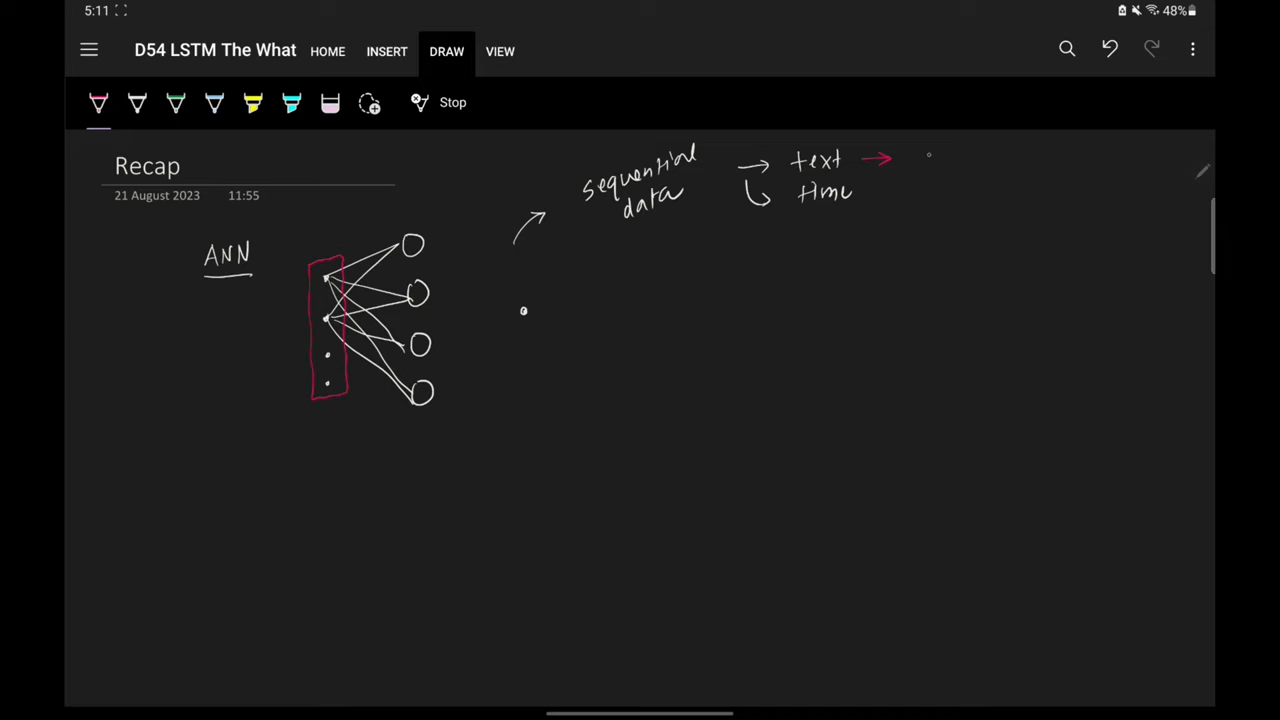 5:11 48%
D54 LSTM The What HOME INSERT DRAW VIEW
Stop
Recap
21 August 2023 11:55
sequential data → text →
time
ANN